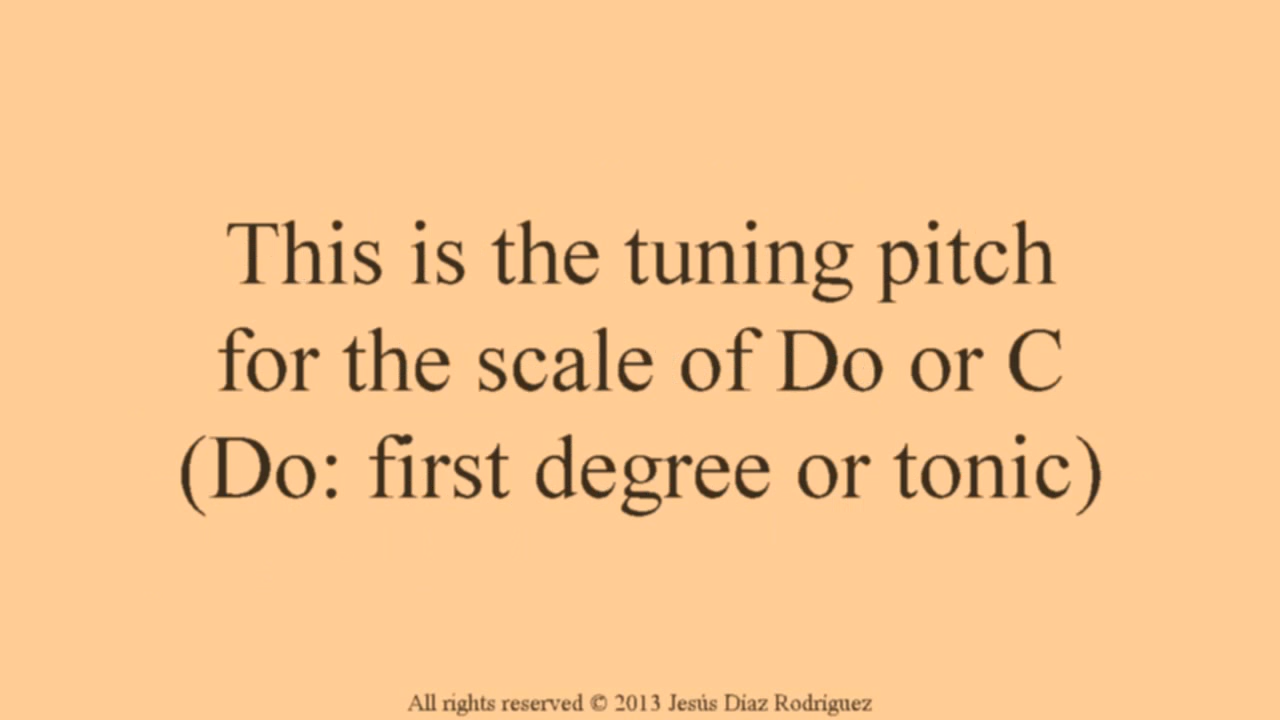 This is the tuning pitch
for the scale of Do or C
(Do: first degree or tonic)
All rights reserved © 2013 Jesús Díaz Rodríguez